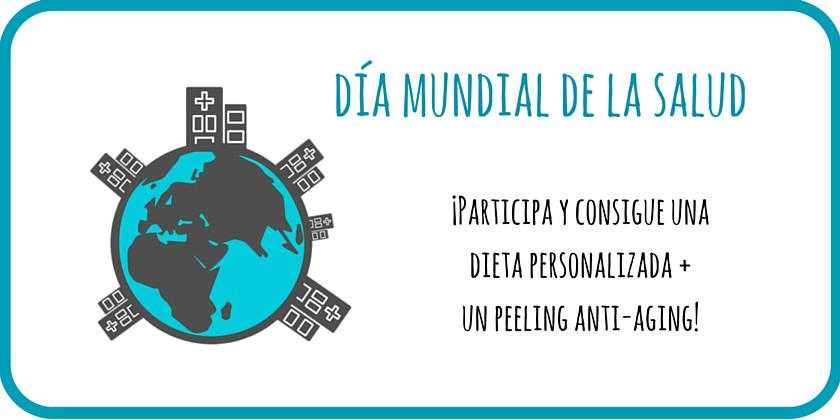 DÍA MUNDIAL DE LA SALUD
¡PARTICIPA Y CONSIGUE UNA
DIETA PERSONALIZADA +
UN PEELING ANTI-AGING!